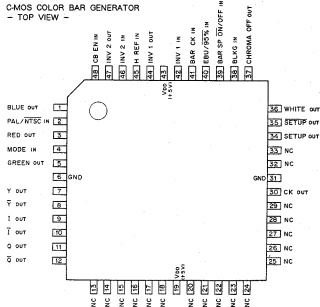 C-MOS COLOR BAR GENERATOR
- TOP VIEW -
CB EN IN
INV 2 OUT
INV 2 IN
H REF IN
INV 1 OUT
INV 1 IN
BAR CK IN
EBU/95% IN
BAR SP ON/OFF IN
BLKG IN
CHROMA OFF OUT
48
47
46
45
44
43
42
41
40
39
38
37
VDD
(+5V)
BLUE OUT 1
PAL/NTSC IN 2
RED OUT 3
MODE IN 4
GREEN OUT 5
6 GND
Y OUT 7
Y̅ OUT 8
I OUT 9
I̅ OUT 10
Q OUT 11
Q̅ OUT 12
36 WHITE OUT
35 S̅E̅T̅U̅P̅ OUT
34 SETUP OUT
33 NC
32 NC
GND 31
30 CK OUT
29 NC
28 NC
27 NC
26 NC
25 NC
VDD
(+5V)
13
14
15
16
17
18
19
20
21
22
23
24
NC
NC
NC
NC
NC
NC
NC
NC
NC
NC
NC